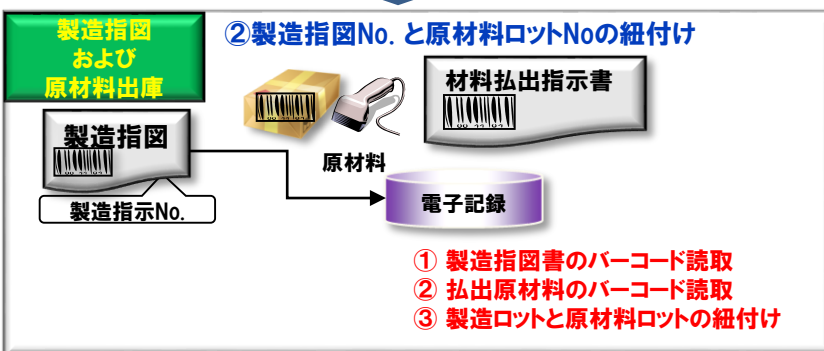 製造指図
および
原材料出庫
②製造指図No. と原材料ロットNoの紐付け
材料払出指示書
製造指図
原材料
製造指示No.
電子記録
① 製造指図書のバーコード読取
② 払出原材料のバーコード読取
③ 製造ロットと原材料ロットの紐付け